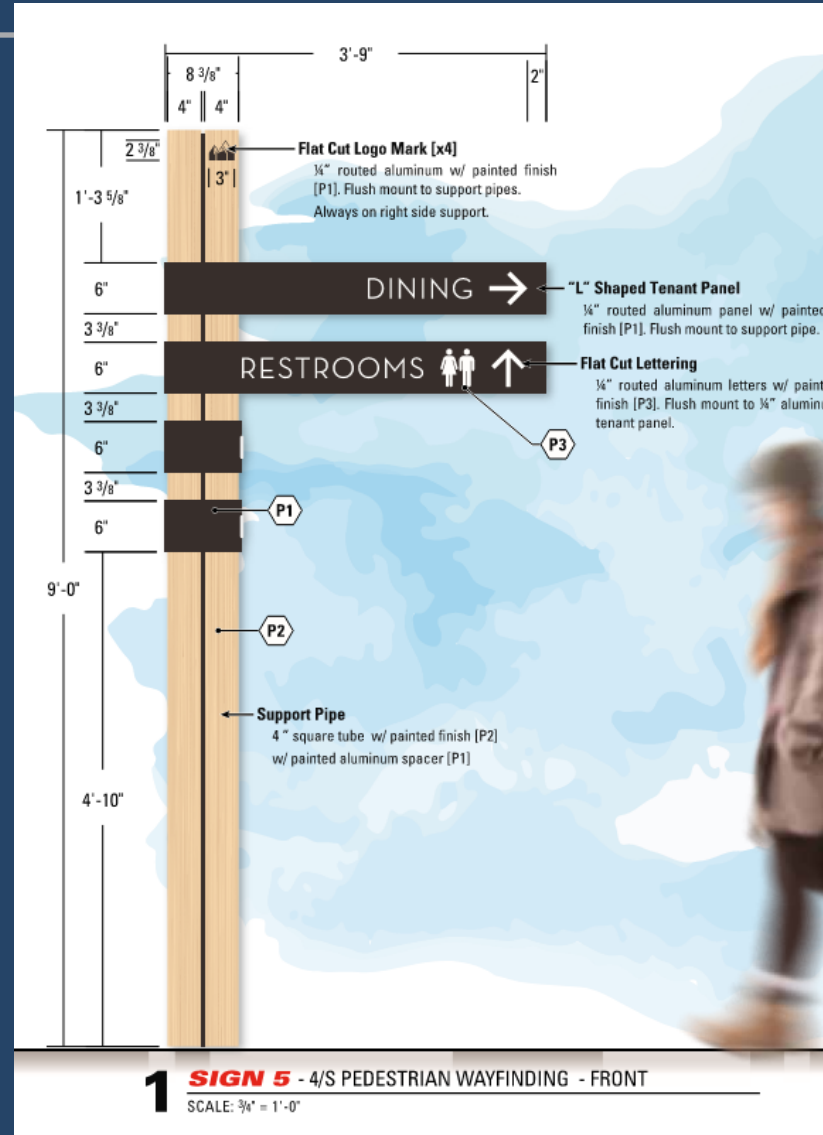 3'-9"
8 3/8"
2"
4" 4"
2 3/8"
Flat Cut Logo Mark [x4]
¼" routed aluminum w/ painted finish
[P1]. Flush mount to support pipes.
Always on right side support.
3"
1'-3 5/8"
6"
DINING
"L" Shaped Tenant Panel
¼" routed aluminum panel w/ painted
finish [P1]. Flush mount to support pipe.
3 3/8"
6"
RESTROOMS
Flat Cut Lettering
¼" routed aluminum letters w/ paint
finish [P3]. Flush mount to ¼" alumin
tenant panel.
3 3/8"
6"
P3
3 3/8"
6"
P1
9'-0"
P2
Support Pipe
4 " square tube w/ painted finish [P2]
w/ painted aluminum spacer [P1]
4'-10"
1 SIGN 5 - 4/S PEDESTRIAN WAYFINDING - FRONT
SCALE: ¾" = 1'-0"